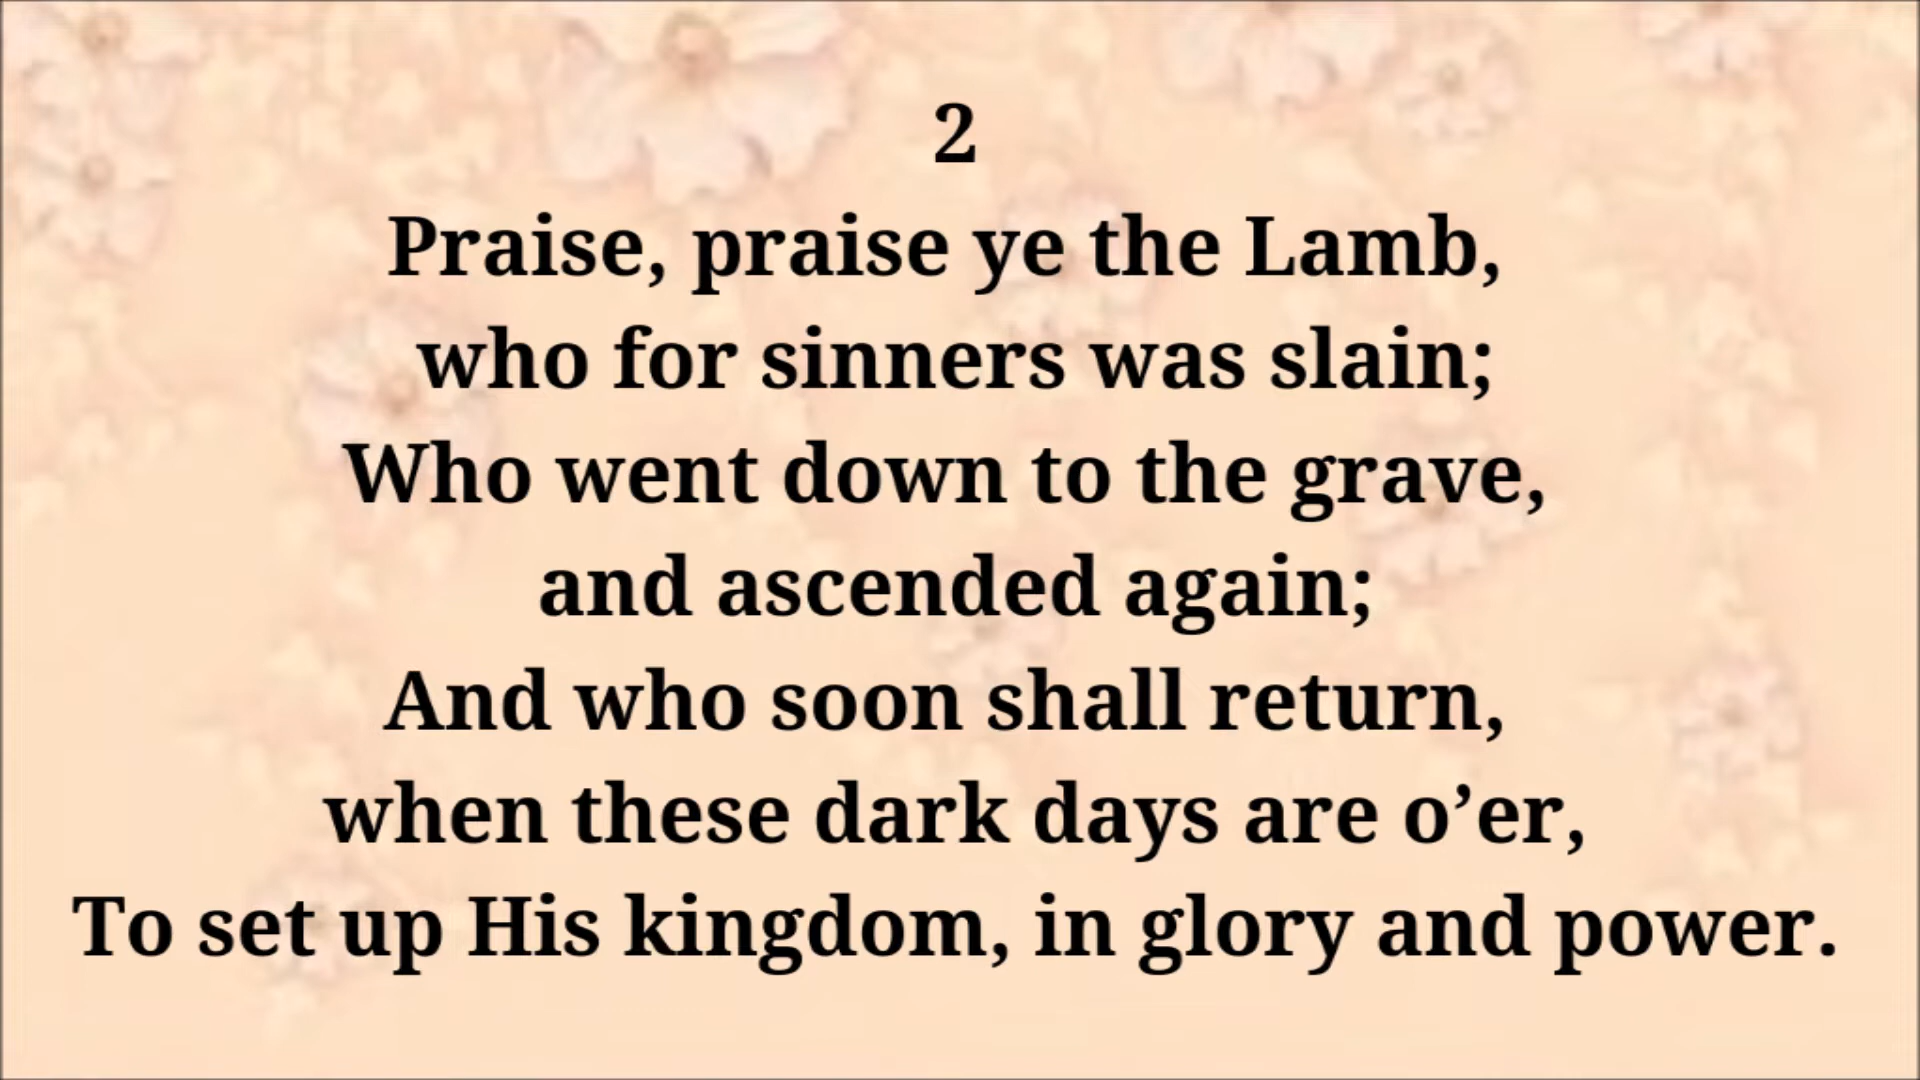 2
Praise, praise ye the Lamb,
who for sinners was slain;
Who went down to the grave,
and ascended again;
And who soon shall return,
when these dark days are o’er,
To set up His kingdom, in glory and power.